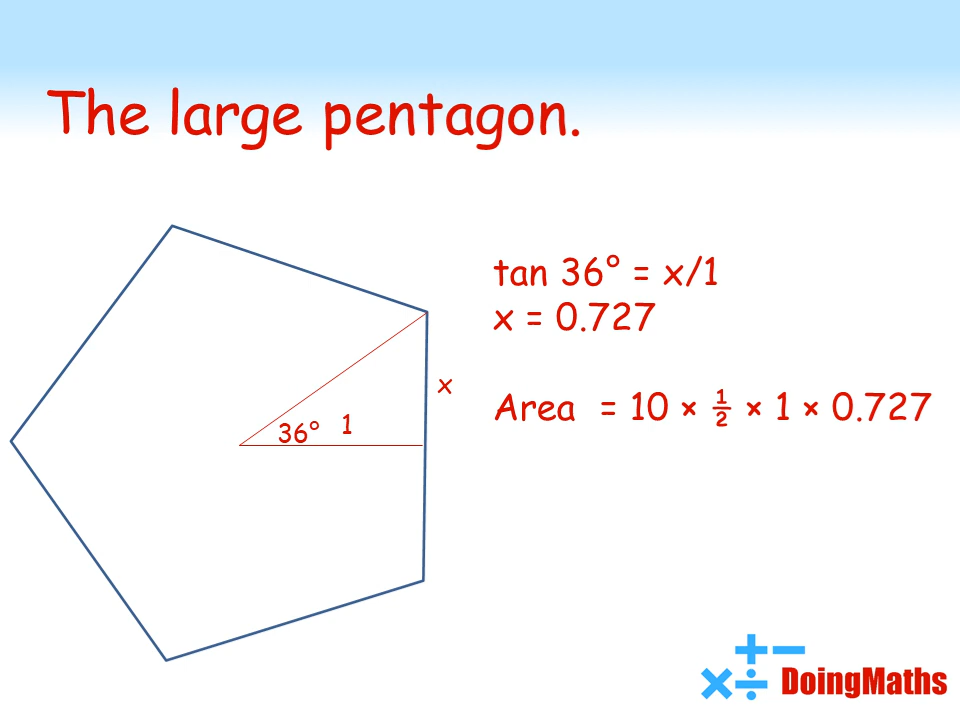 The large pentagon.
tan 36° = x/1
x = 0.727
x
Area = 10 × ½ × 1 × 0.727
36° 1
DoingMaths